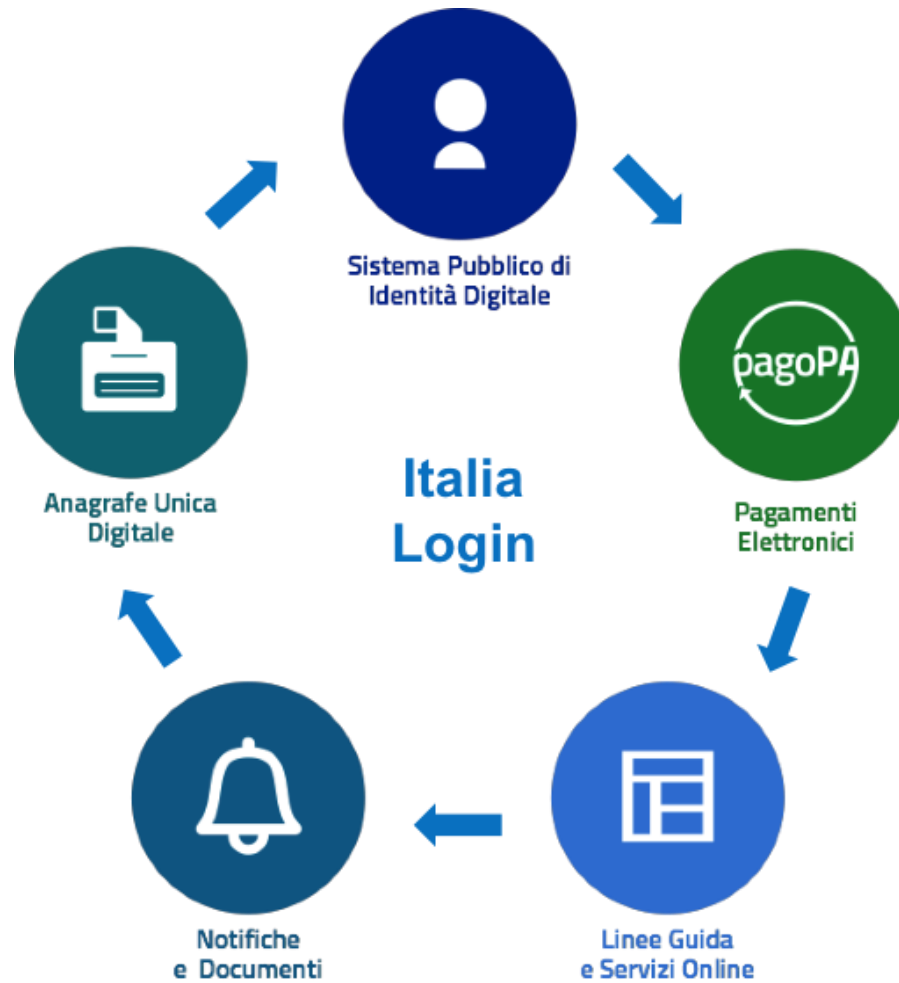 Sistema Pubblico di
Identità Digitale
pagoPA
Pagamenti
Elettronici
Anagrafe Unica
Digitale
Italia
Login
Notifiche
e Documenti
Linee Guida
e Servizi Online